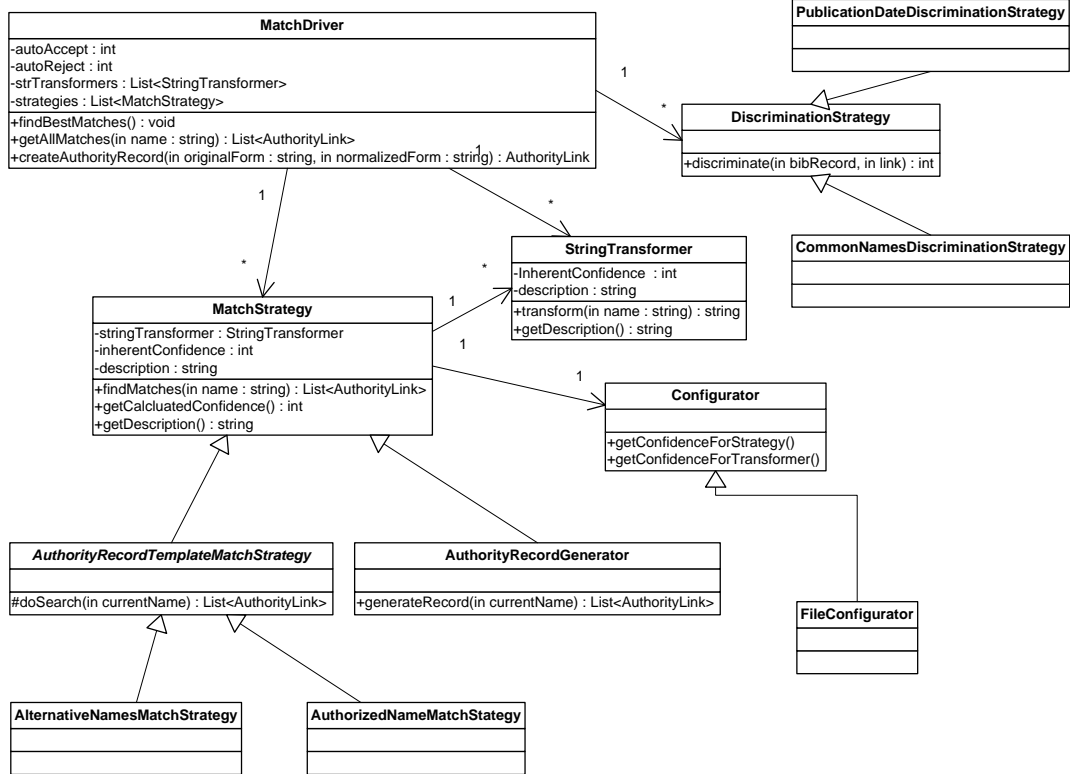 MatchDriver
-autoAccept : int
-autoReject : int
-strTransformers : List<StringTransformer>
-strategies : List<MatchStrategy>
+findBestMatches() : void
+getAllMatches(in name : string) : List<AuthorityLink>
+createAuthorityRecord(in originalForm : string, in normalizedForm : string) : AuthorityLink
PublicationDateDiscriminationStrategy
1
*
DiscriminationStrategy
+discriminate(in bibRecord, in link) : int
CommonNamesDiscriminationStrategy
1
*
1
*
StringTransformer
-InherentConfidence : int
-description : string
+transform(in name : string) : string
+getDescription() : string
MatchStrategy
-stringTransformer : StringTransformer
-inherentConfidence : int
-description : string
+findMatches(in name : string) : List<AuthorityLink>
+getCalcluatedConfidence() : int
+getDescription() : string
1
*
1
1
Configurator
+getConfidenceForStrategy()
+getConfidenceForTransformer()
AuthorityRecordTemplateMatchStrategy
#doSearch(in currentName) : List<AuthorityLink>
AuthorityRecordGenerator
+generateRecord(in currentName) : List<AuthorityLink>
FileConfigurator
AlternativeNamesMatchStrategy
AuthorizedNameMatchStategy